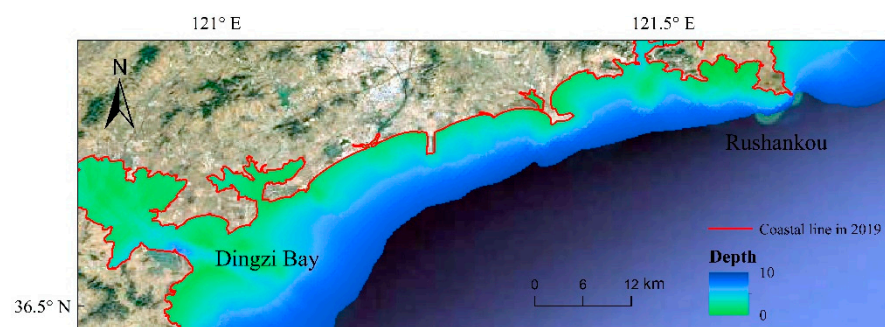 121° E
121.5° E
N
Rushankou
Coastal line in 2019
Dingzi Bay
Depth
10
0
0 6 12 km
36.5° N